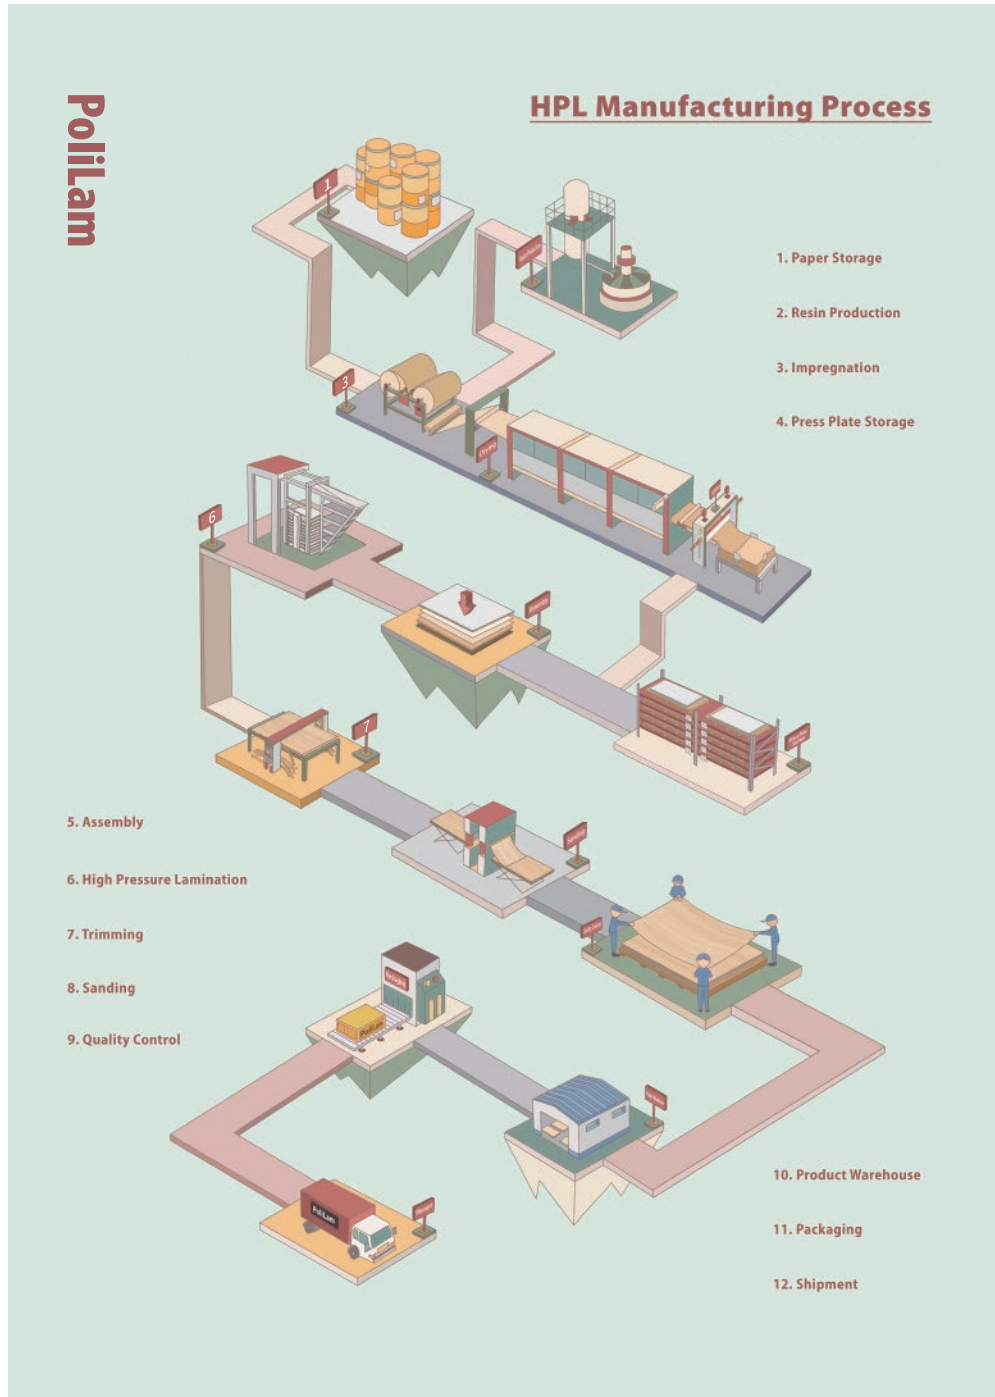 PoliLam
HPL Manufacturing Process
1
1. Paper Storage
2. Resin Production
3. Impregnation
4. Press Plate Storage
3
Drying
6
Assembly
7
Sanding
5. Assembly
6. High Pressure Lamination
7. Trimming
8. Sanding
9. Quality Control
Packaging
PoliLam
10. Product Warehouse
11. Packaging
12. Shipment
PoliLam